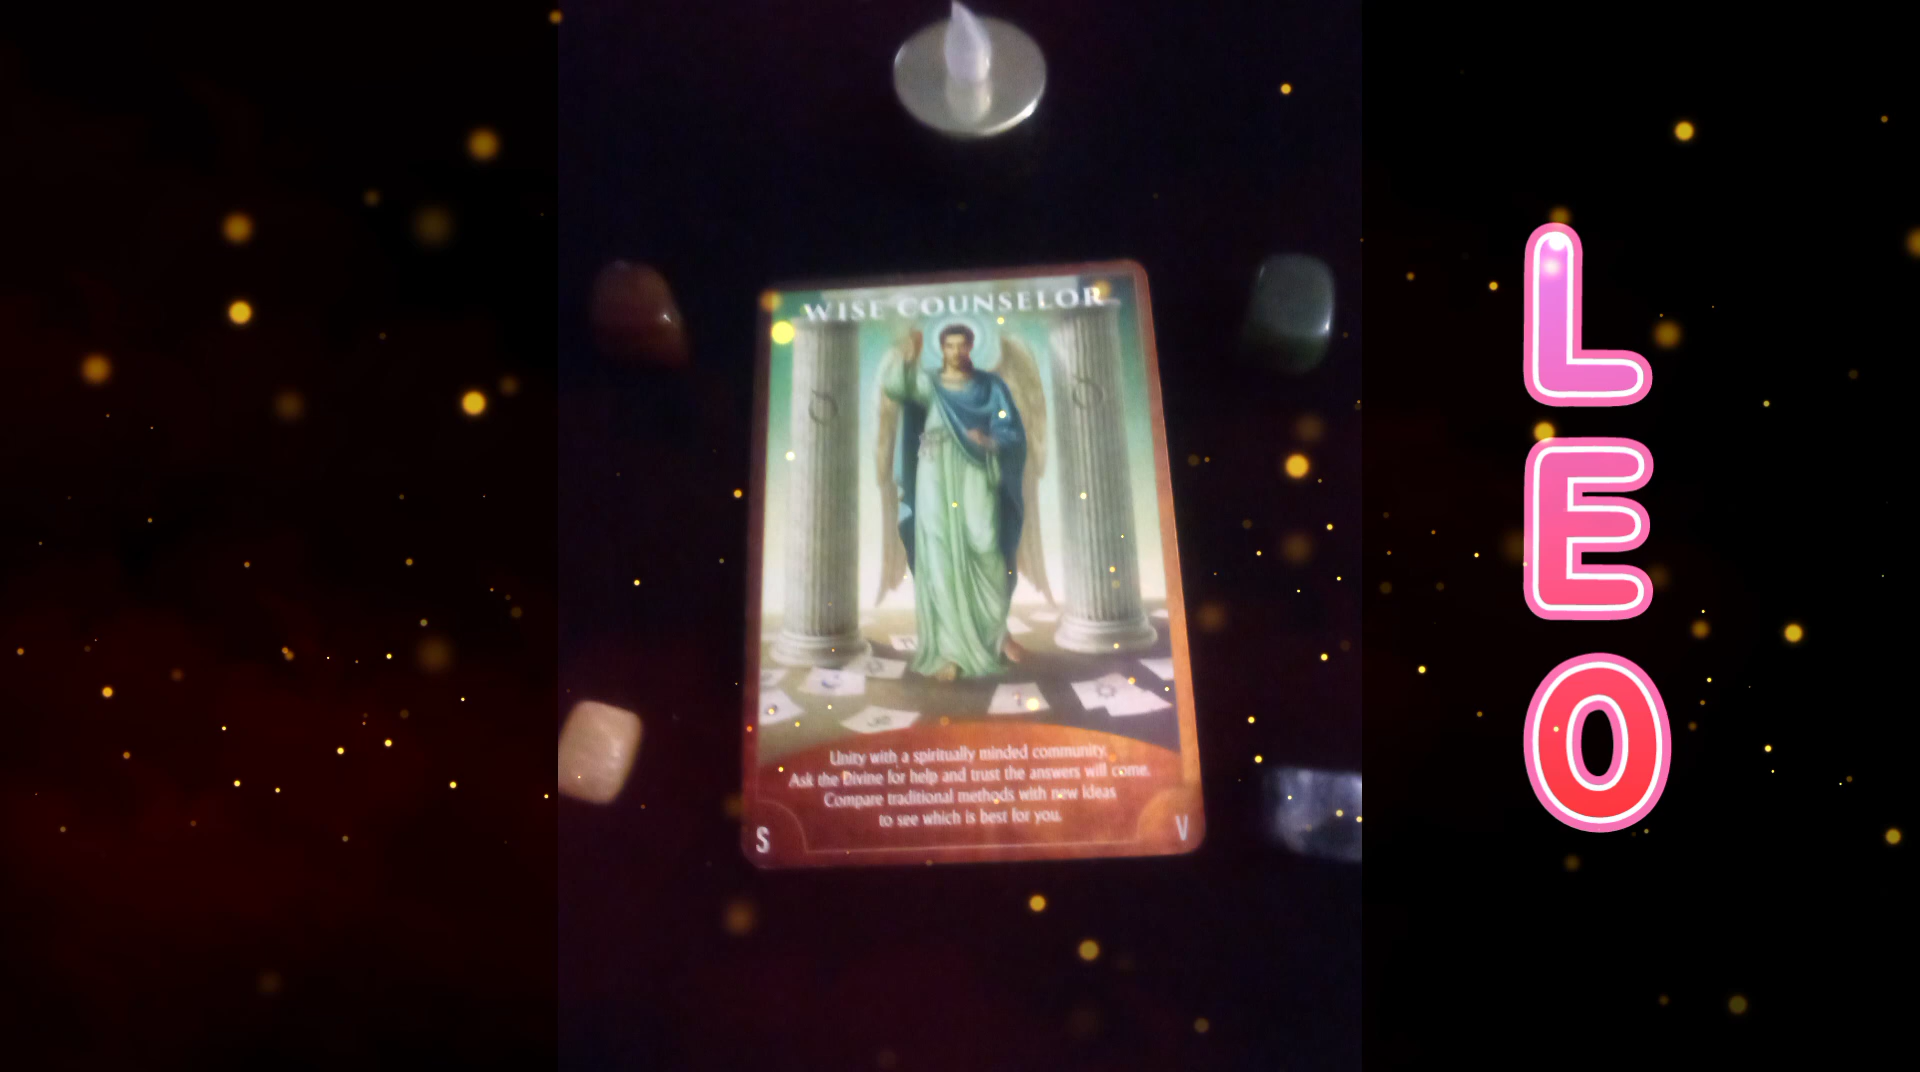 WISE COUNSELOR
Unity with a spiritually minded community.
Ask the Divine for help and trust the answers will come.
Compare traditional methods with new ideas
to see which is best for you.
S
V
L
E
O